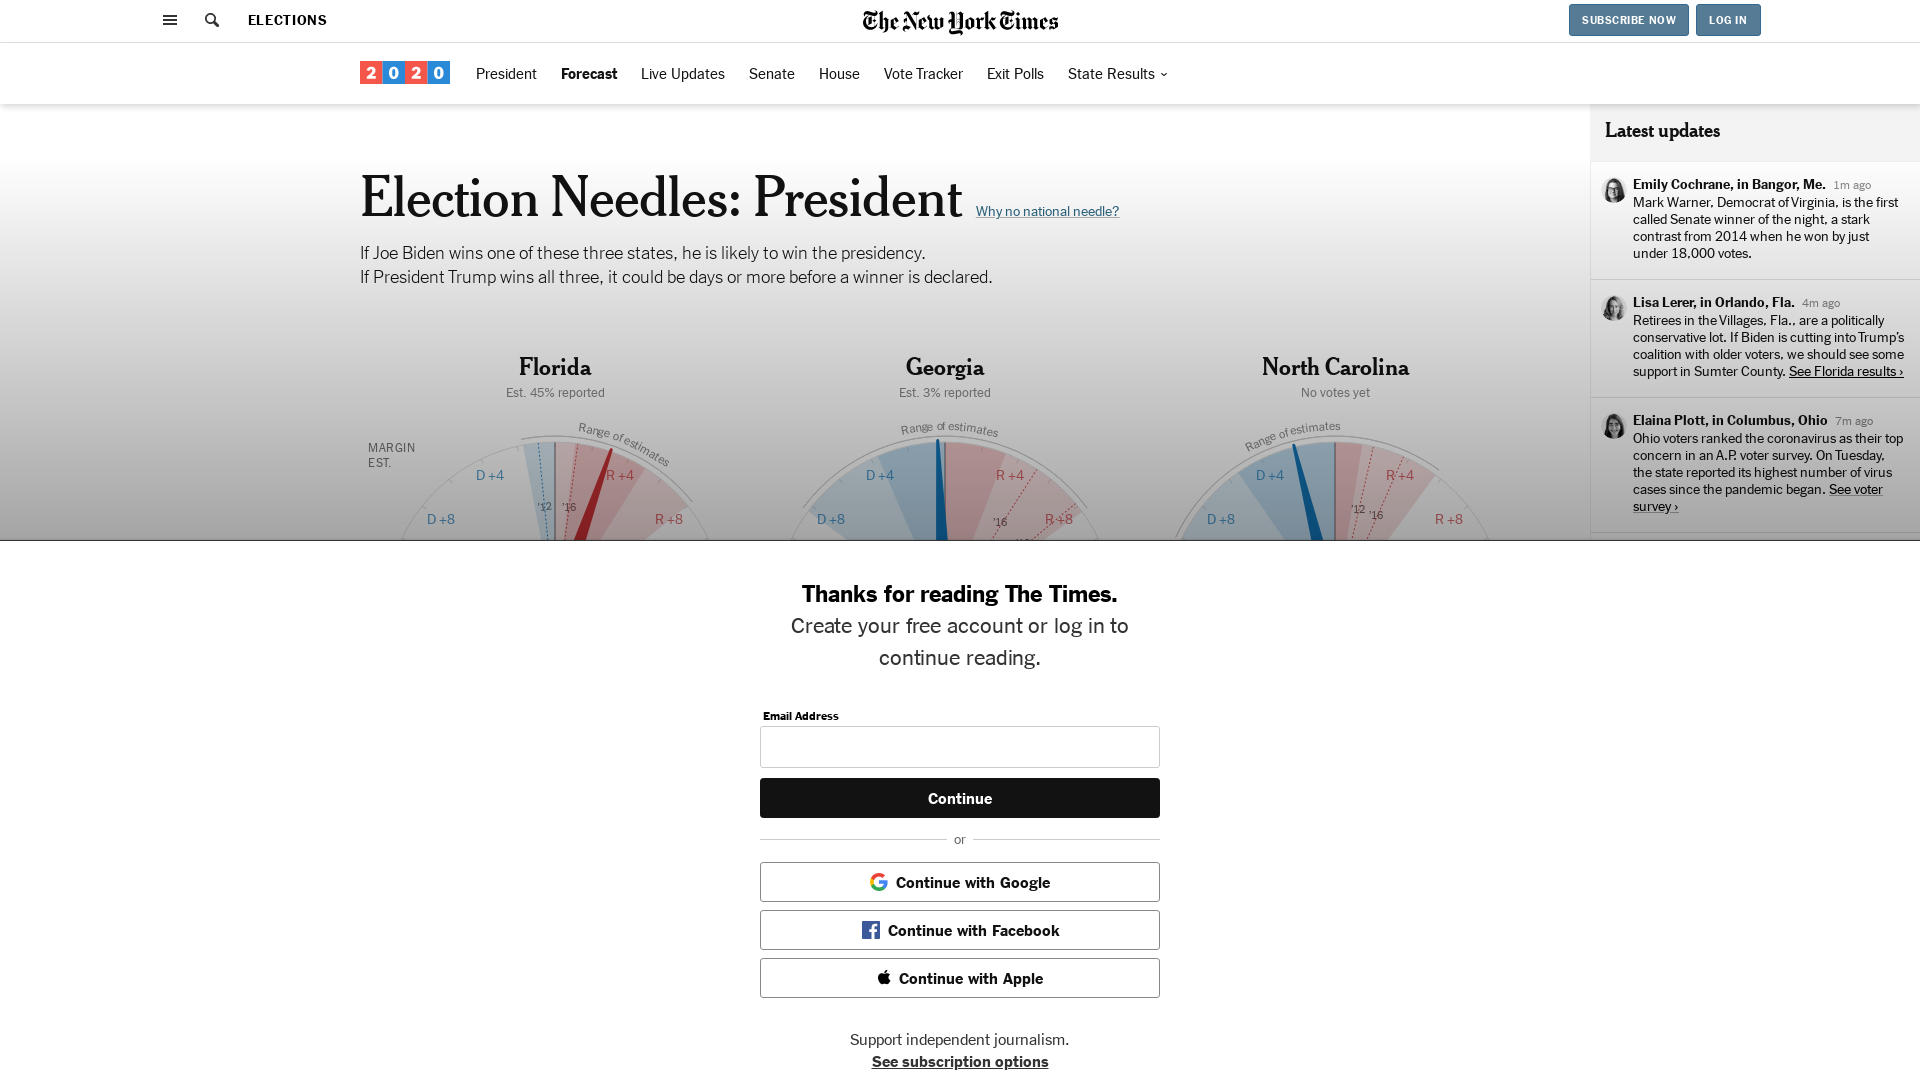 ELECTIONS
The New York Times
SUBSCRIBE NOW
LOG IN
2020
President
Forecast
Live Updates
Senate
House
Vote Tracker
Exit Polls
State Results
Latest updates
Election Needles: President
Why no national needle?
If Joe Biden wins one of these three states, he is likely to win the presidency.
If President Trump wins all three, it could be days or more before a winner is declared.
Florida
Est. 45% reported
MARGIN
EST.
Range of estimates
D +4
R +4
D +8
R +8
'12
'16
Georgia
Est. 3% reported
Range of estimates
D +4
R +4
D +8
R +8
'16
North Carolina
No votes yet
Range of estimates
D +4
R +4
D +8
R +8
'12
'16
Emily Cochrane, in Bangor, Me. 1m ago
Mark Warner, Democrat of Virginia, is the first
called Senate winner of the night, a stark
contrast from 2014 when he won by just
under 18,000 votes.
Lisa Lerer, in Orlando, Fla. 4m ago
Retirees in the Villages, Fla., are a politically
conservative lot. If Biden is cutting into Trump's
coalition with older voters, we should see some
support in Sumter County. See Florida results ›
Elaina Plott, in Columbus, Ohio 7m ago
Ohio voters ranked the coronavirus as their top
concern in an A.P. voter survey. On Tuesday,
the state reported its highest number of virus
cases since the pandemic began. See voter
survey ›
Thanks for reading The Times.
Create your free account or log in to
continue reading.
Email Address
Continue
or
Continue with Google
Continue with Facebook
Continue with Apple
Support independent journalism.
See subscription options